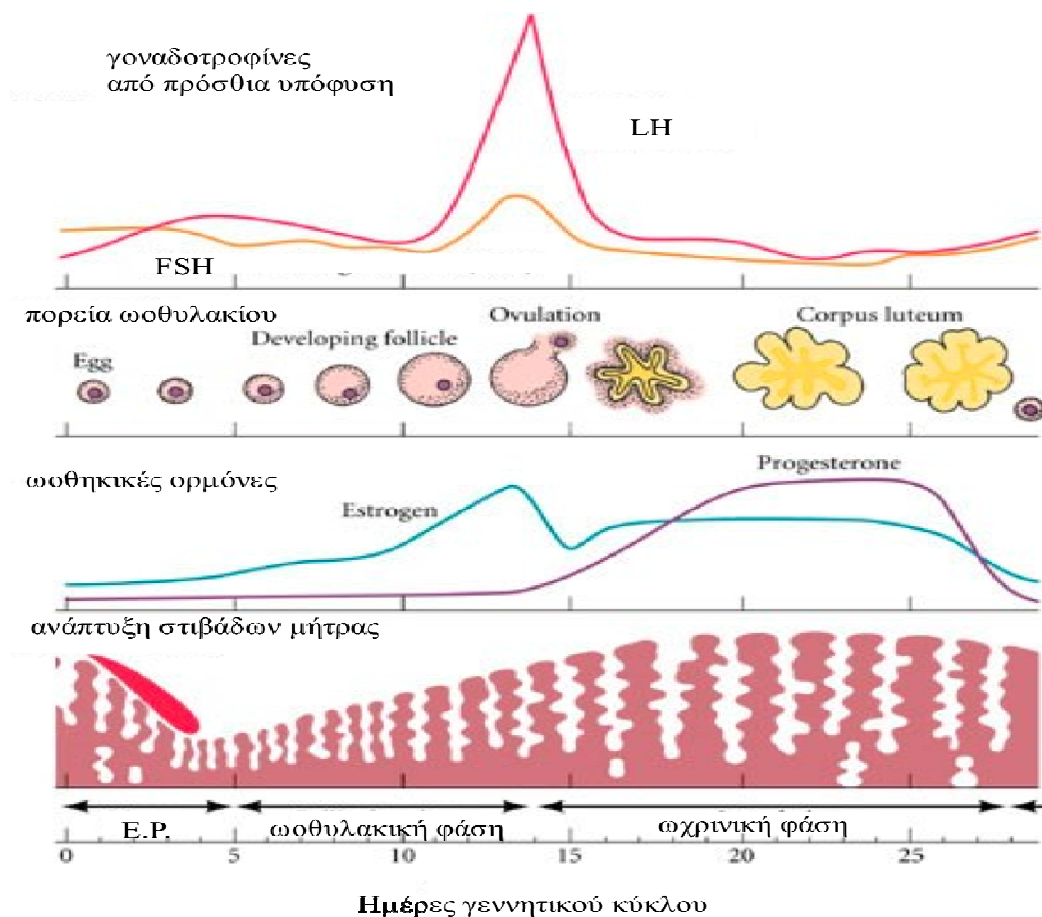 γοναδοτροφίνες
από πρόσθια υπόφυση
LH
FSH
πορεία ωοθυλακίου
Ovulation
Corpus luteum
Developing follicle
Egg
Progesterone
ωοθηκικές ορμόνες
Estrogen
ανάπτυξη στιβάδων μήτρας
Ε.Ρ.
ωοθυλακική φάση
ωχρινική φάση
0 5 10 15 20 25
Ημέρες γεννητικού κύκλου